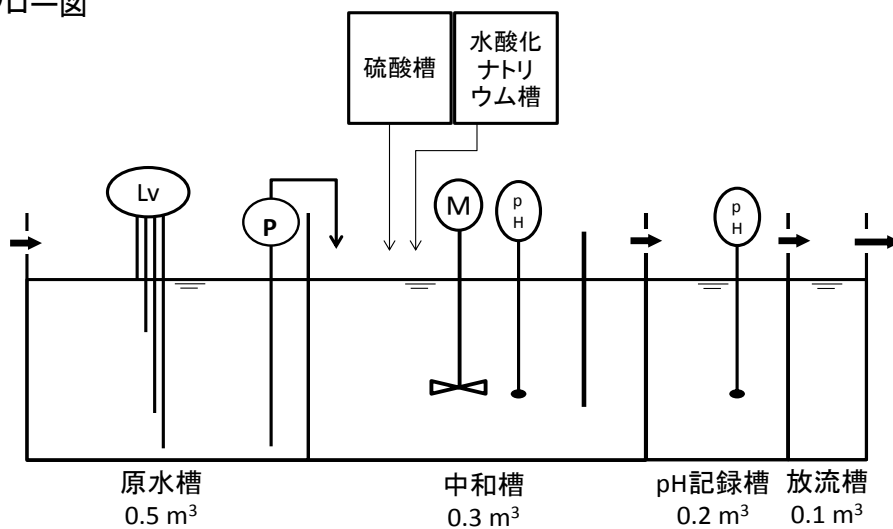 フロー図
硫酸槽
水酸化
ナトリ
ウム槽
Lv
P
M
p
H
p
H
原水槽
0.5 m³
中和槽
0.3 m³
pH記録槽
0.2 m³
放流槽
0.1 m³